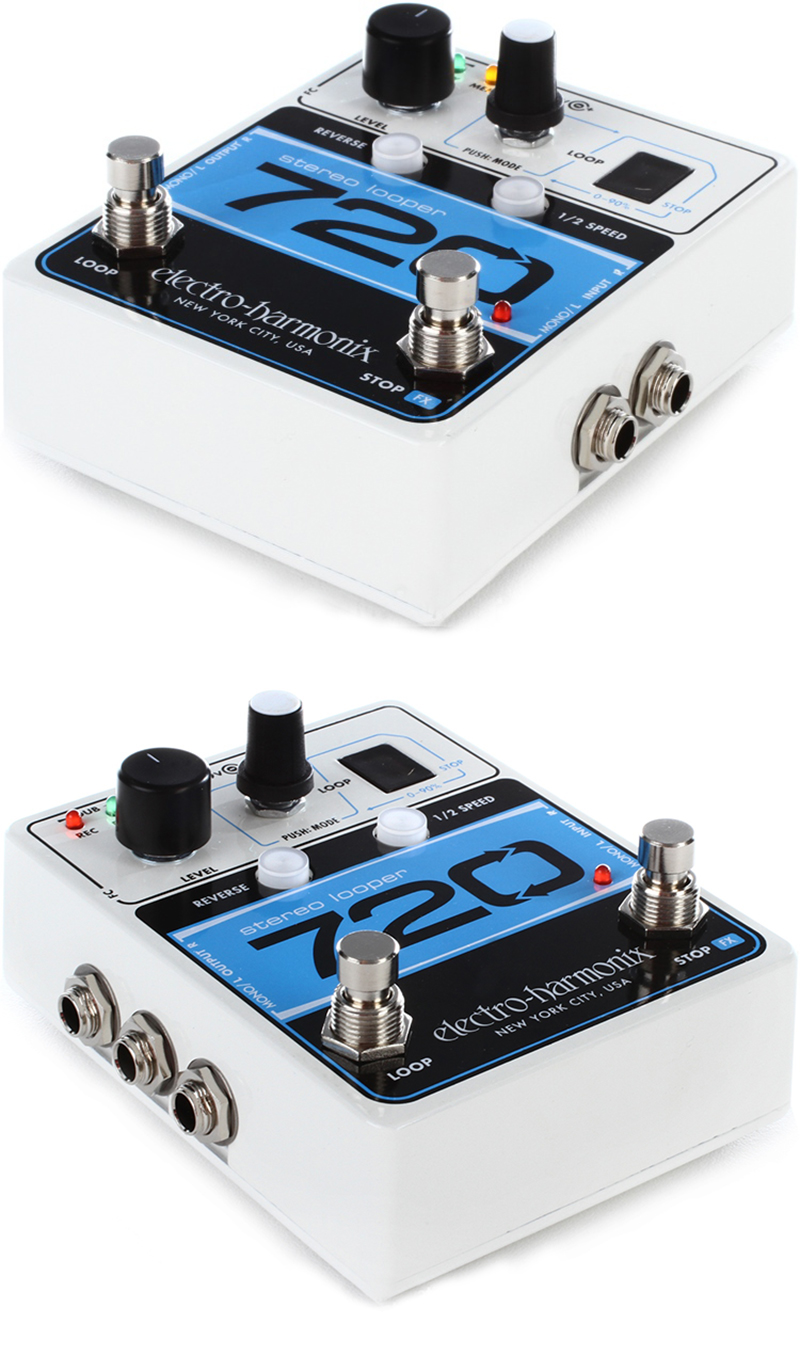 FC
LEVEL
PUSH: MODE
LOOP
0-90%
STOP
REVERSE
1/2 SPEED
MONO/L OUTPUT R
stereo looper
720
MONO/L INPUT R
LOOP
electro-harmonix
NEW YORK CITY, USA
STOP FX
REC
FC
LEVEL
PUSH: MODE
LOOP
0-90%
STOP
REVERSE
1/2 SPEED
MONO/L OUTPUT R
stereo looper
720
MONO/L INPUT R
LOOP
electro-harmonix
NEW YORK CITY, USA
STOP FX